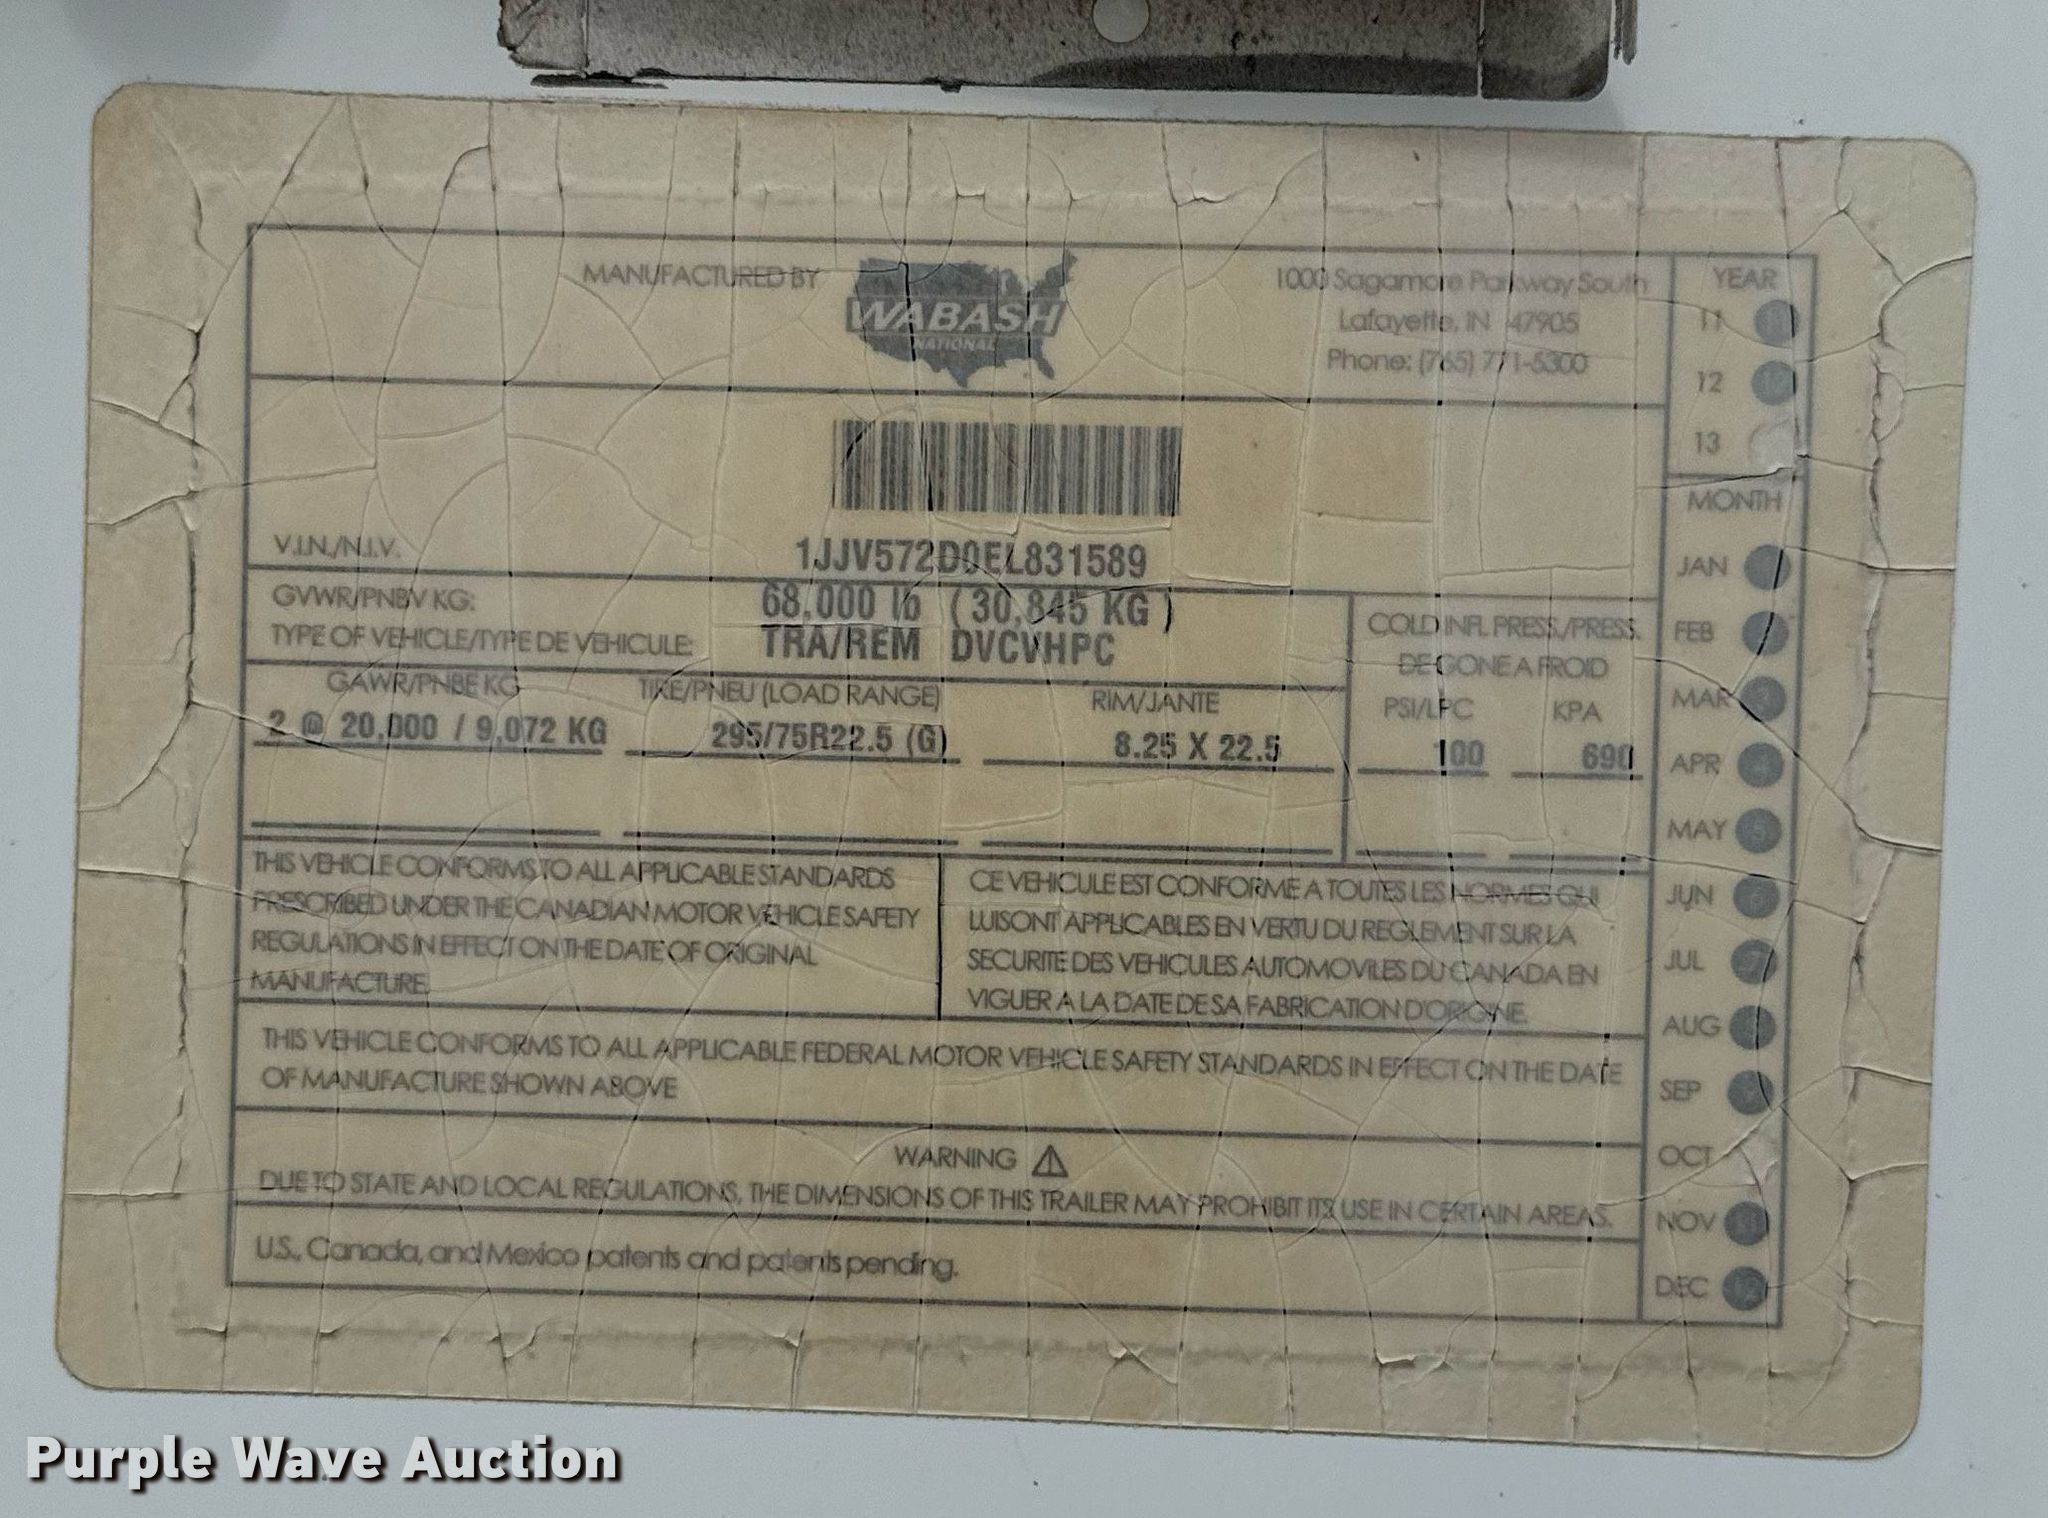 MANUFACTURED BY
WABASH
NATIONAL
1000 Sagamore Parkway South
Lafayette, IN 47905
Phone: (765) 771-5300
V.I.N./N.I.V.
1JJV572D0EL831589
GVWR/PNBV KG: 68,000 lb (30,845 KG)
TYPE OF VEHICLE/TYPE DE VEHICULE: TRA/REM DVCVHPC
GAWR/PNBE KG TIRE/PNEU (LOAD RANGE) RIM/JANTE
2 @ 20,000 / 9,072 KG 295/75R22.5 (G) 8.25 X 22.5
COLD INFL. PRESS./PRESS.
DE GONE A FROID
PSI/LPC KPA
100 690
THIS VEHICLE CONFORMS TO ALL APPLICABLE STANDARDS
PRESCRIBED UNDER THE CANADIAN MOTOR VEHICLE SAFETY
REGULATIONS IN EFFECT ON THE DATE OF ORIGINAL
MANUFACTURE.
CE VEHICULE EST CONFORME A TOUTES LES NORMES QUI
LUISONT APPLICABLES EN VERTU DU REGLEMENT SUR LA
SECURITE DES VEHICULES AUTOMOVILES DU CANADA EN
VIGUER A LA DATE DE SA FABRICATION D'ORIGINE.
THIS VEHICLE CONFORMS TO ALL APPLICABLE FEDERAL MOTOR VEHICLE SAFETY STANDARDS IN EFFECT ON THE DATE
OF MANUFACTURE SHOWN ABOVE
WARNING
DUE TO STATE AND LOCAL REGULATIONS, THE DIMENSIONS OF THIS TRAILER MAY PROHIBIT ITS USE IN CERTAIN AREAS.
U.S., Canada, and Mexico patents and patents pending.
YEAR
11
12
13
MONTH
JAN
FEB
MAR
APR
MAY
JUN
JUL
AUG
SEP
OCT
NOV
DEC
Purple Wave Auction